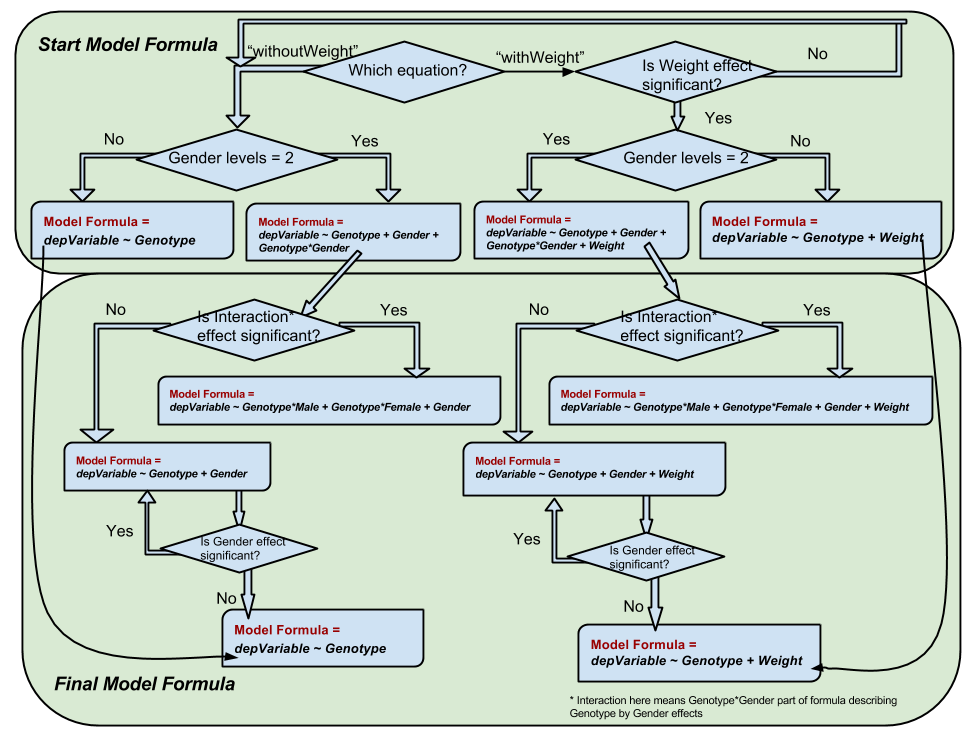 Start Model Formula
“withoutWeight”
Which equation?
“withWeight”
Is Weight effect
significant?
No
Yes
No
Gender levels = 2
Yes
Yes
Gender levels = 2
No
Model Formula =
depVariable ~ Genotype
Model Formula =
depVariable ~ Genotype + Gender +
Genotype*Gender
Model Formula =
depVariable ~ Genotype + Gender +
Genotype*Gender + Weight
Model Formula =
depVariable ~ Genotype + Weight
No
Is Interaction*
effect significant?
Yes
No
Is Interaction*
effect significant?
Yes
Model Formula =
depVariable ~ Genotype*Male + Genotype*Female + Gender
Model Formula =
depVariable ~ Genotype*Male + Genotype*Female + Gender + Weight
Model Formula =
depVariable ~ Genotype + Gender
Model Formula =
depVariable ~ Genotype + Gender + Weight
Yes
Is Gender effect
significant?
Yes
Is Gender effect
significant?
No
No
Model Formula =
depVariable ~ Genotype
Model Formula =
depVariable ~ Genotype + Weight
Final Model Formula
* Interaction here means Genotype*Gender part of formula describing
Genotype by Gender effects